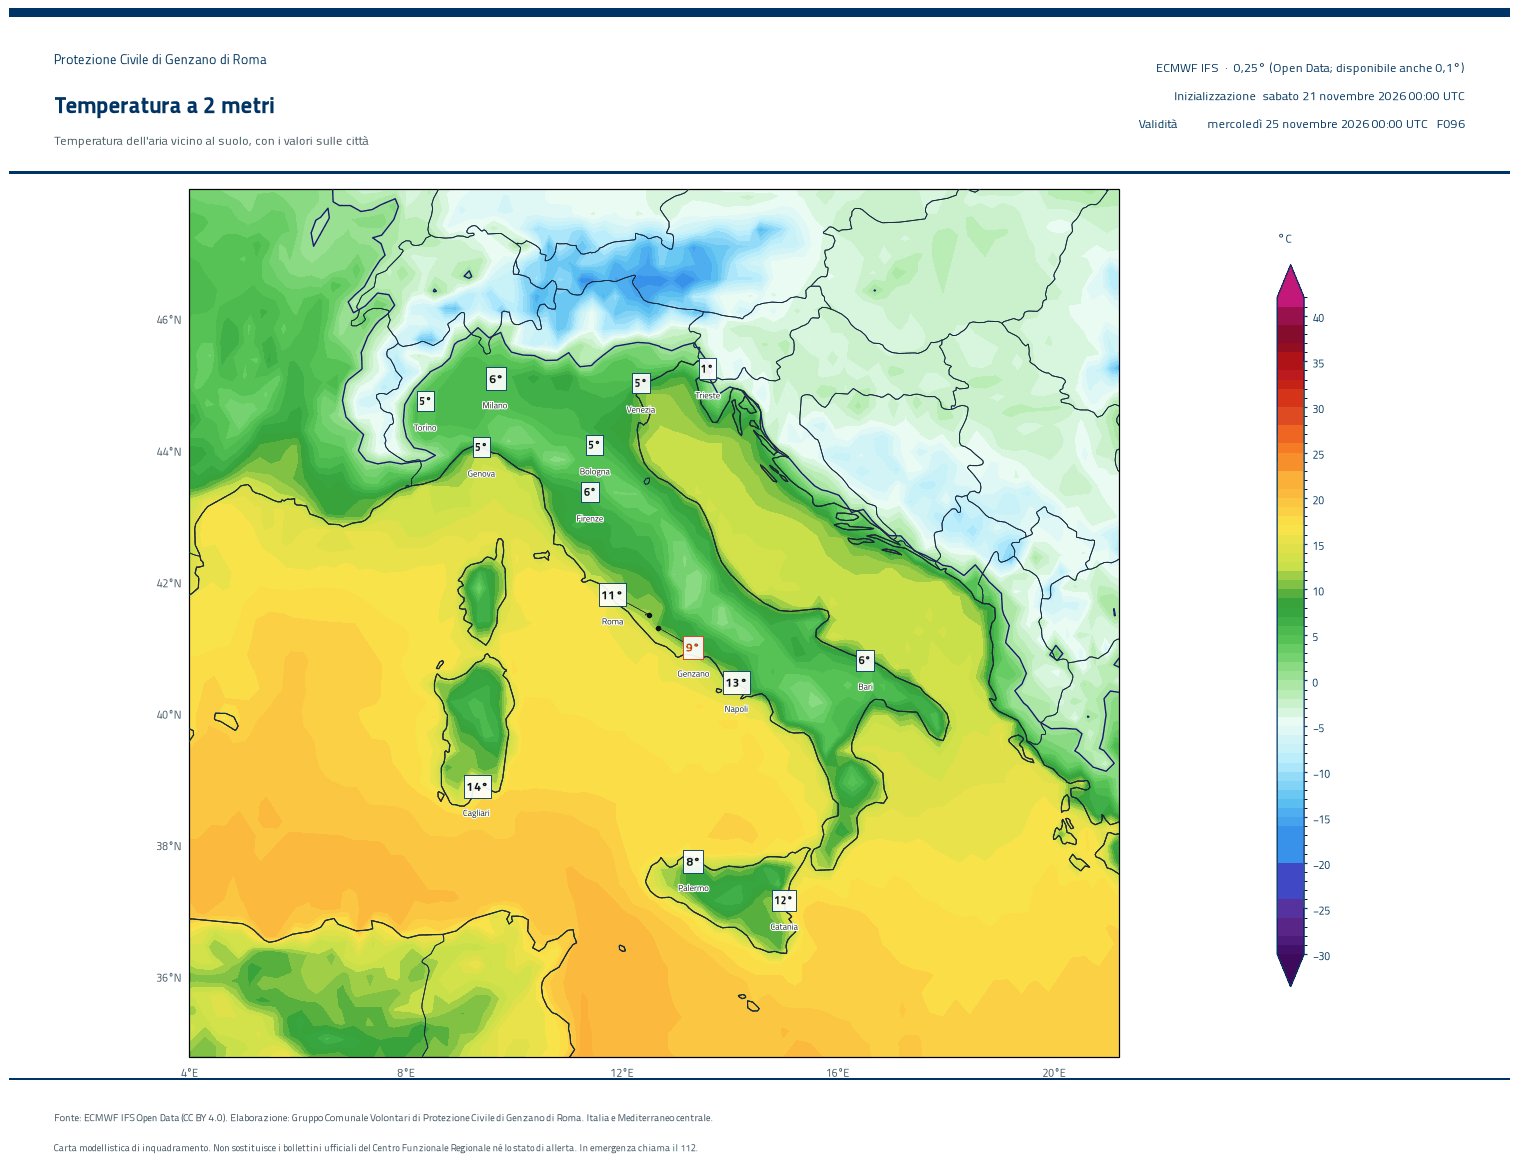 Protezione Civile di Genzano di Roma
Temperatura a 2 metri
Temperatura dell'aria vicino al suolo, con i valori sulle città
ECMWF IFS · 0,25° (Open Data; disponibile anche 0,1°)
Inizializzazione sabato 21 novembre 2026 00:00 UTC
Validità mercoledì 25 novembre 2026 00:00 UTC F096
°C
40
35
30
25
20
15
10
5
0
−5
−10
−15
−20
−25
−30
46°N
44°N
42°N
40°N
38°N
36°N
4°E
8°E
12°E
16°E
20°E
1°
Trieste
6°
Milano
5°
Venezia
5°
Torino
5°
Genova
5°
Bologna
6°
Firenze
11°
Roma
9°
Genzano
13°
Napoli
6°
Bari
14°
Cagliari
8°
Palermo
12°
Catania
Fonte: ECMWF IFS Open Data (CC BY 4.0). Elaborazione: Gruppo Comunale Volontari di Protezione Civile di Genzano di Roma. Italia e Mediterraneo centrale.
Carta modellistica di inquadramento. Non sostituisce i bollettini ufficiali del Centro Funzionale Regionale né lo stato di allerta. In emergenza chiama il 112.